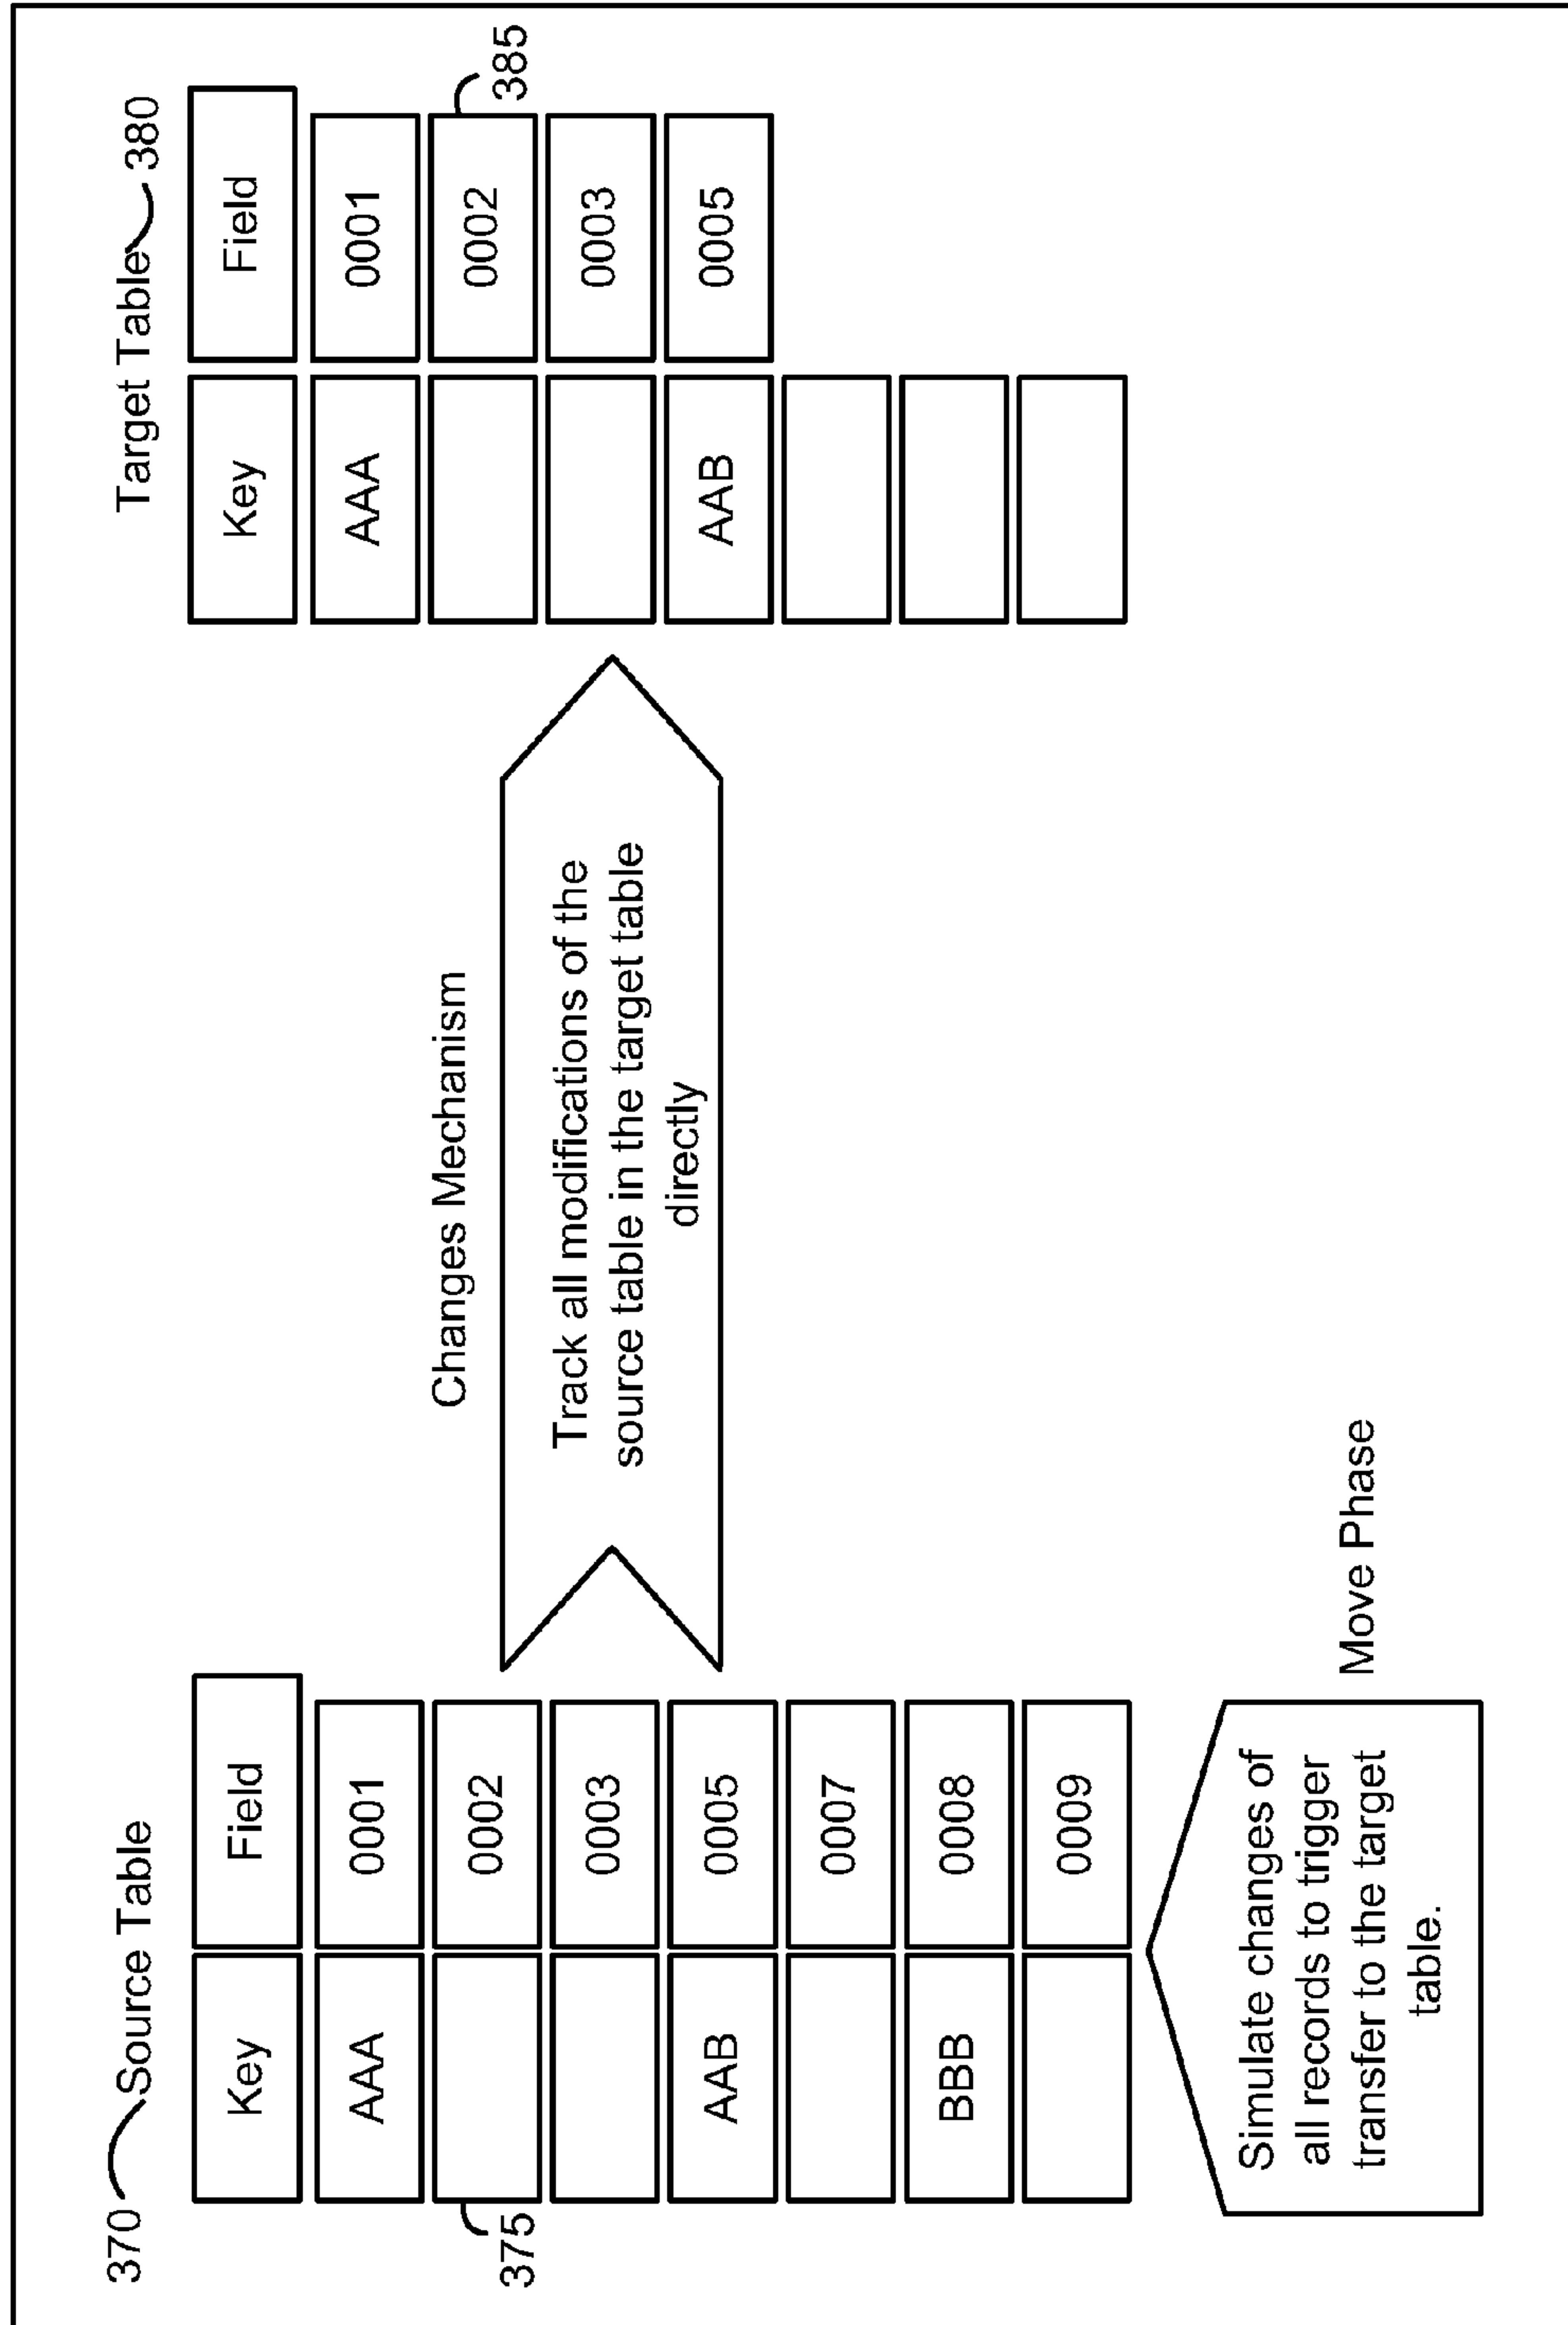 370 Source Table
Key Field
AAA 0001
375
0002
0003
AAB 0005
0007
BBB 0008
0009
Simulate changes of
all records to trigger
transfer to the target
table.
Move Phase
Changes Mechanism
Track all modifications of the
source table in the target table
directly
Target Table 380
Key Field
AAA 0001
0002
385
0003
AAB 0005